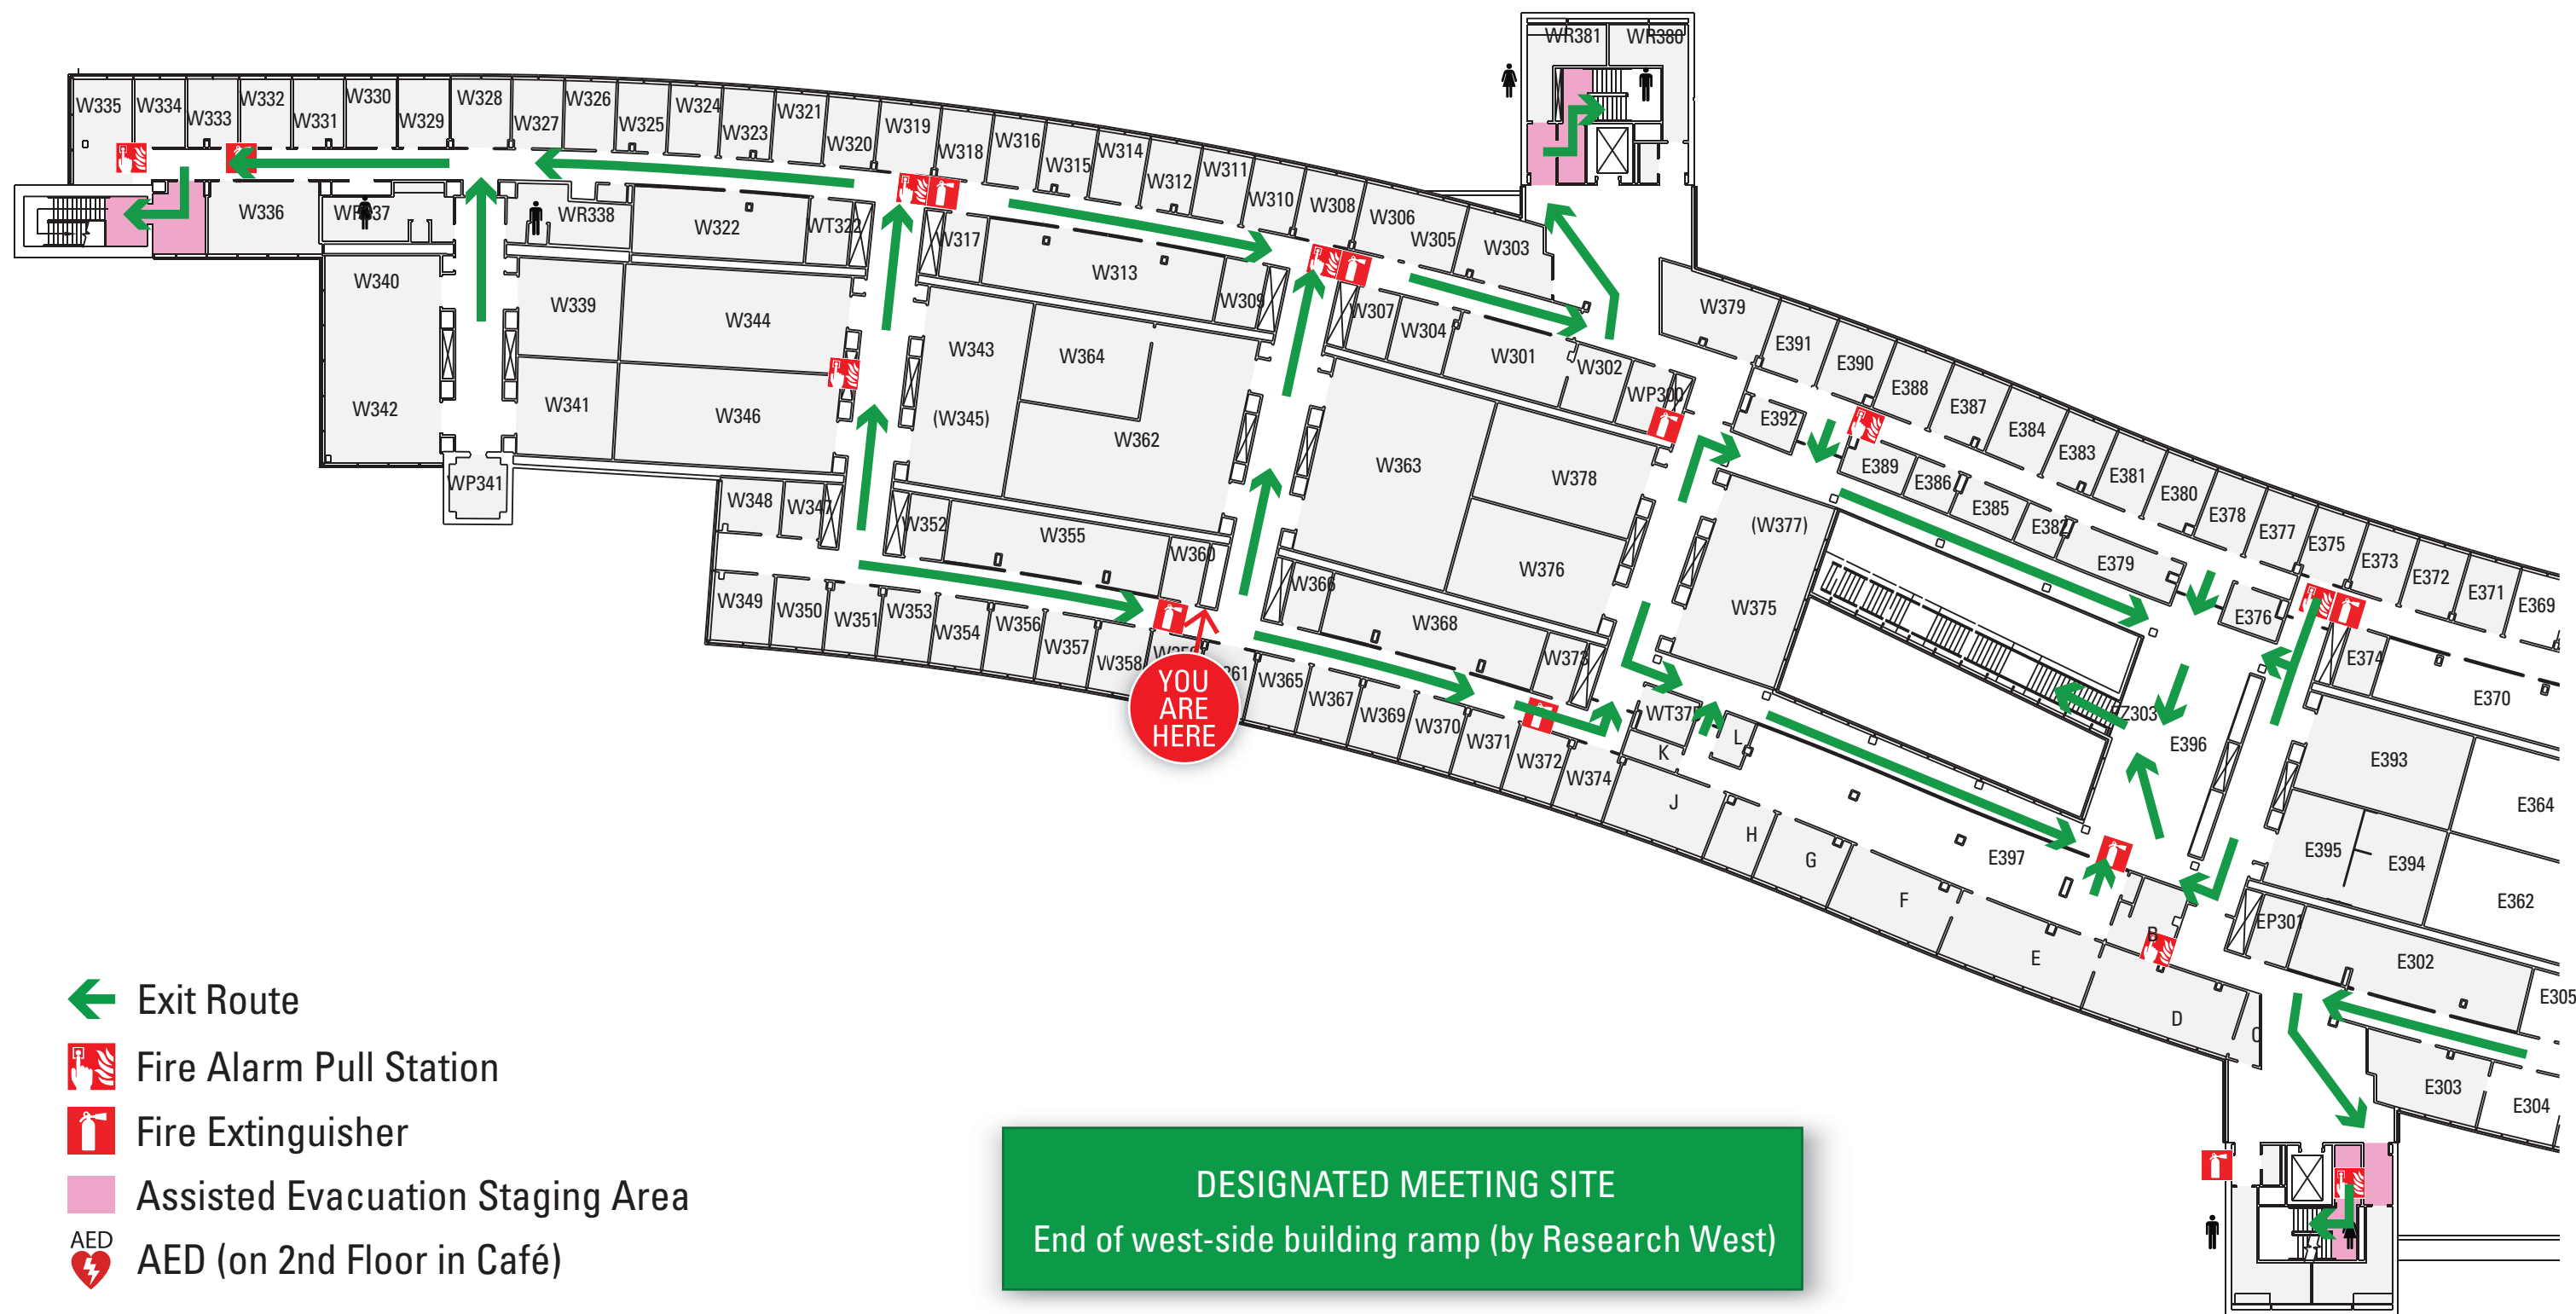 WR381
WR380
W335
W334
W333
W332
W331
W330
W329
W328
W327
W326
W325
W324
W323
W321
W320
W319
W318
W316
W315
W314
W312
W311
W310
W308
W306
W305
W303
W336
WR338
W322
WT322
W317
W313
W309
W307
W304
W301
W302
WP300
W379
E391
E390
E388
E387
E384
E383
E381
E380
E378
E377
E375
E373
E372
E371
E369
E392
E389
E386
E385
E382
E379
E376
E374
E370
W340
W342
W339
W341
WP341
W344
W346
W343
(W345)
W364
W362
W363
W378
W376
(W377)
W375
W348
W347
W352
W355
W360
W366
W368
W373
W349
W350
W351
W353
W354
W356
W357
W358
W365
W367
W369
W370
W371
W372
W374
YOU
ARE
HERE
K
L
J
H
G
F
E
D
C
B
E397
E396
E393
E364
E395
E394
E362
EP301
E302
E305
E303
E304
Exit Route
Fire Alarm Pull Station
Fire Extinguisher
Assisted Evacuation Staging Area
AED
AED (on 2nd Floor in Café)
DESIGNATED MEETING SITE
End of west-side building ramp (by Research West)